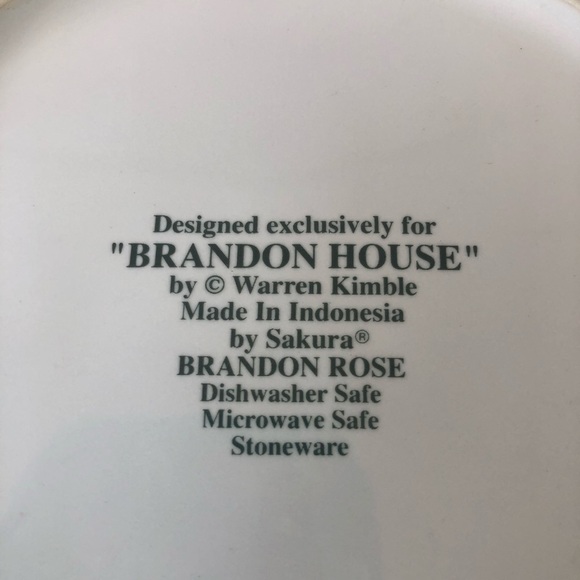 Designed exclusively for
"BRANDON HOUSE"
by © Warren Kimble
Made In Indonesia
by Sakura®
BRANDON ROSE
Dishwasher Safe
Microwave Safe
Stoneware